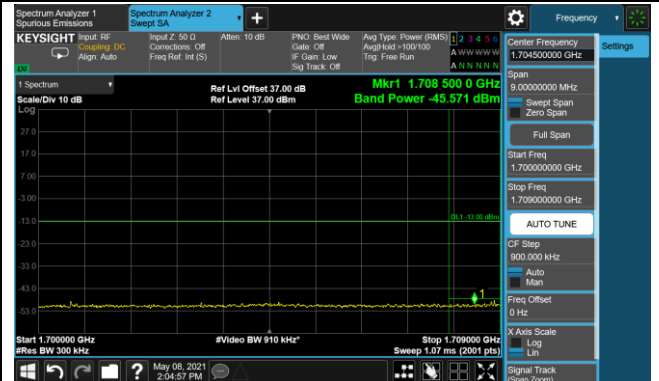 Spectrum Analyzer 1
Spurious Emissions
Spectrum Analyzer 2
Swept SA
+
Frequency
KEYSIGHT
Input: RF
Coupling: DC
Align: Auto
Input Z: 50 Ω
Corrections: Off
Freq Ref: Int (S)
Atten: 10 dB
PNO: Best Wide
Gate: Off
IF Gain: Low
Sig Track: Off
Avg Type: Power (RMS)
Avg|Hold:>100/100
Trig: Free Run
1 2 3 4 5 6
A W W W W W
A N N N N N
LXI
1 Spectrum
Scale/Div 10 dB
Log
Ref Lvl Offset 37.00 dB
Ref Level 37.00 dBm
Mkr1 1.708 500 0 GHz
Band Power -45.571 dBm
27.0
17.0
7.00
-3.00
-13.0
-23.0
-33.0
-43.0
-53.0
DL1 -13.00 dBm
1
Start 1.700000 GHz
#Res BW 300 kHz
#Video BW 910 kHz*
Stop 1.709000 GHz
Sweep 1.07 ms (2001 pts)
Center Frequency
1.704500000 GHz
Settings
Span
9.00000000 MHz
Swept Span
Zero Span
Full Span
Start Freq
1.700000000 GHz
Stop Freq
1.709000000 GHz
AUTO TUNE
CF Step
900.000 kHz
Auto
Man
Freq Offset
0 Hz
X Axis Scale
Log
Lin
Signal Track
(Span Zoom)
?
May 08, 2021
2:04:57 PM